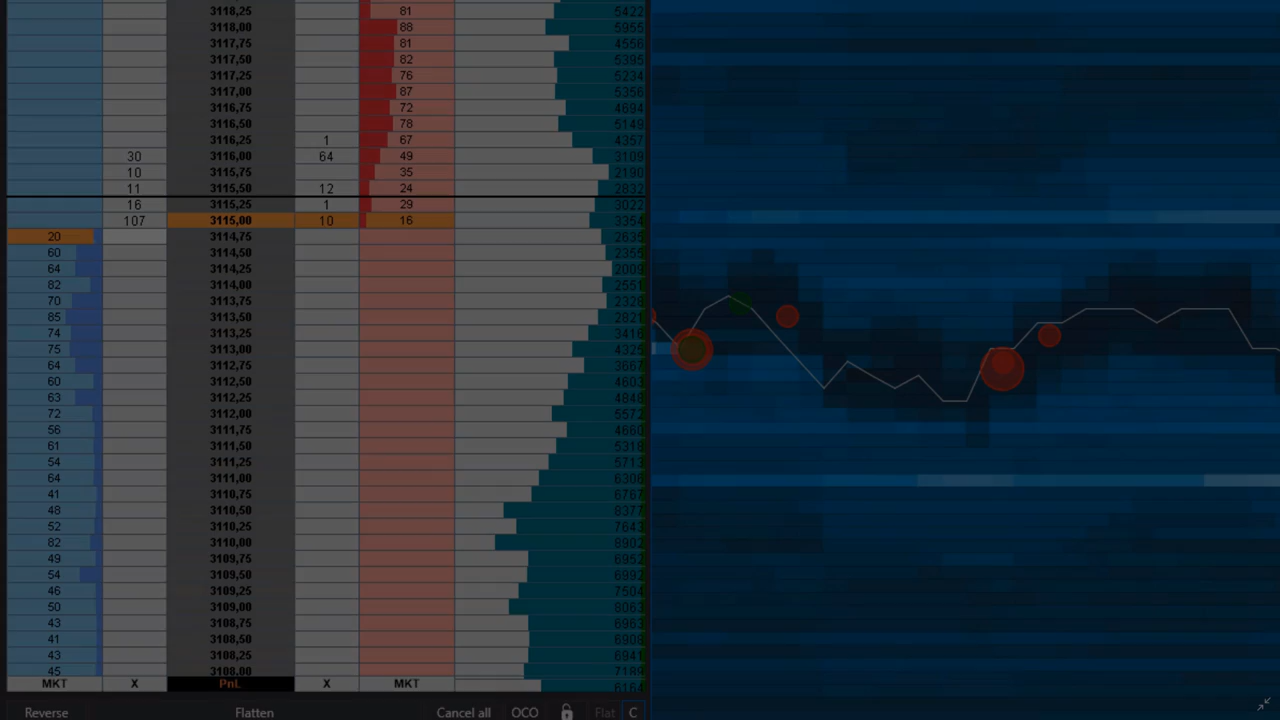 3118,25 81 5422
3118,00 88 5955
3117,75 81 4556
3117,50 82 5395
3117,25 76 5234
3117,00 87 5356
3116,75 72 4694
3116,50 78 5149
3116,25 1 67 4357
30 3116,00 64 49 3109
10 3115,75 35 2190
11 3115,50 12 24 2832
16 3115,25 1 29 3022
107 3115,00 10 16 3354
20 3114,75 2635
60 3114,50 2355
64 3114,25 2009
82 3114,00 2551
70 3113,75 2328
85 3113,50 2821
74 3113,25 3416
75 3113,00 4325
64 3112,75 3667
60 3112,50 4603
63 3112,25 4848
72 3112,00 5572
56 3111,75 4660
61 3111,50 5318
54 3111,25 5713
64 3111,00 6306
41 3110,75 6767
48 3110,50 8377
52 3110,25 7643
82 3110,00 8902
49 3109,75 6952
54 3109,50 6992
46 3109,25 7504
50 3109,00 8063
43 3108,75 6963
41 3108,50 6906
43 3108,25 6941
45 3108,00 7189
MKT X PnL X MKT 6164
Reverse Flatten Cancel all OCO Flat C